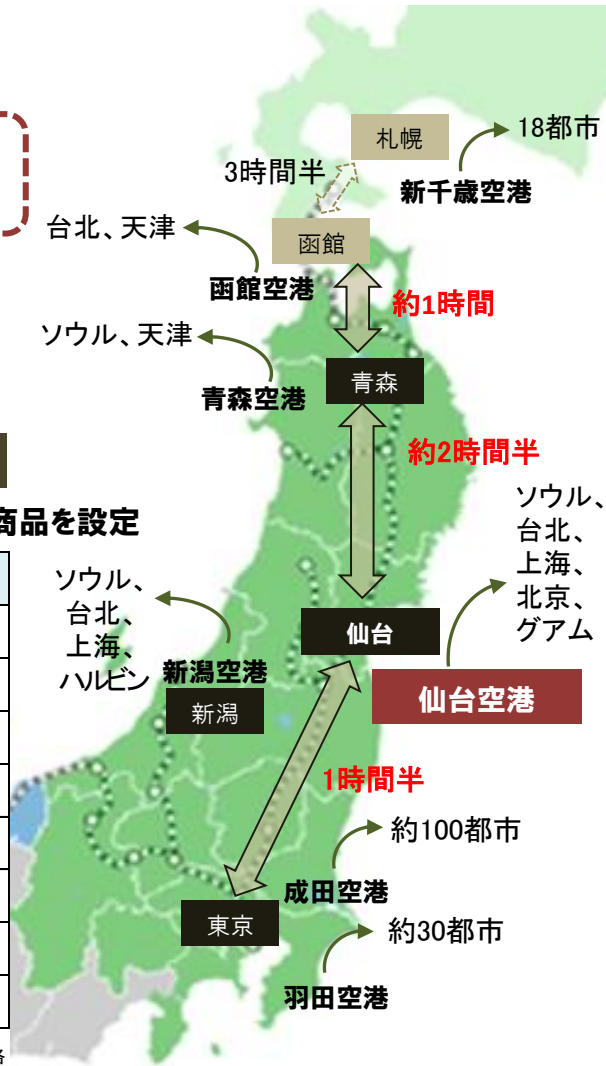 札幌
18都市
3時間半
新千歳空港
台北、天津
函館
函館空港
約1時間
ソウル、天津
青森
青森空港
約2時間半
商品を設定
ソウル、
台北、
上海、
北京、
グアム
ソウル、
台北、
上海、
ハルビン
仙台
新潟空港
仙台空港
新潟
1時間半
約100都市
成田空港
東京
約30都市
羽田空港